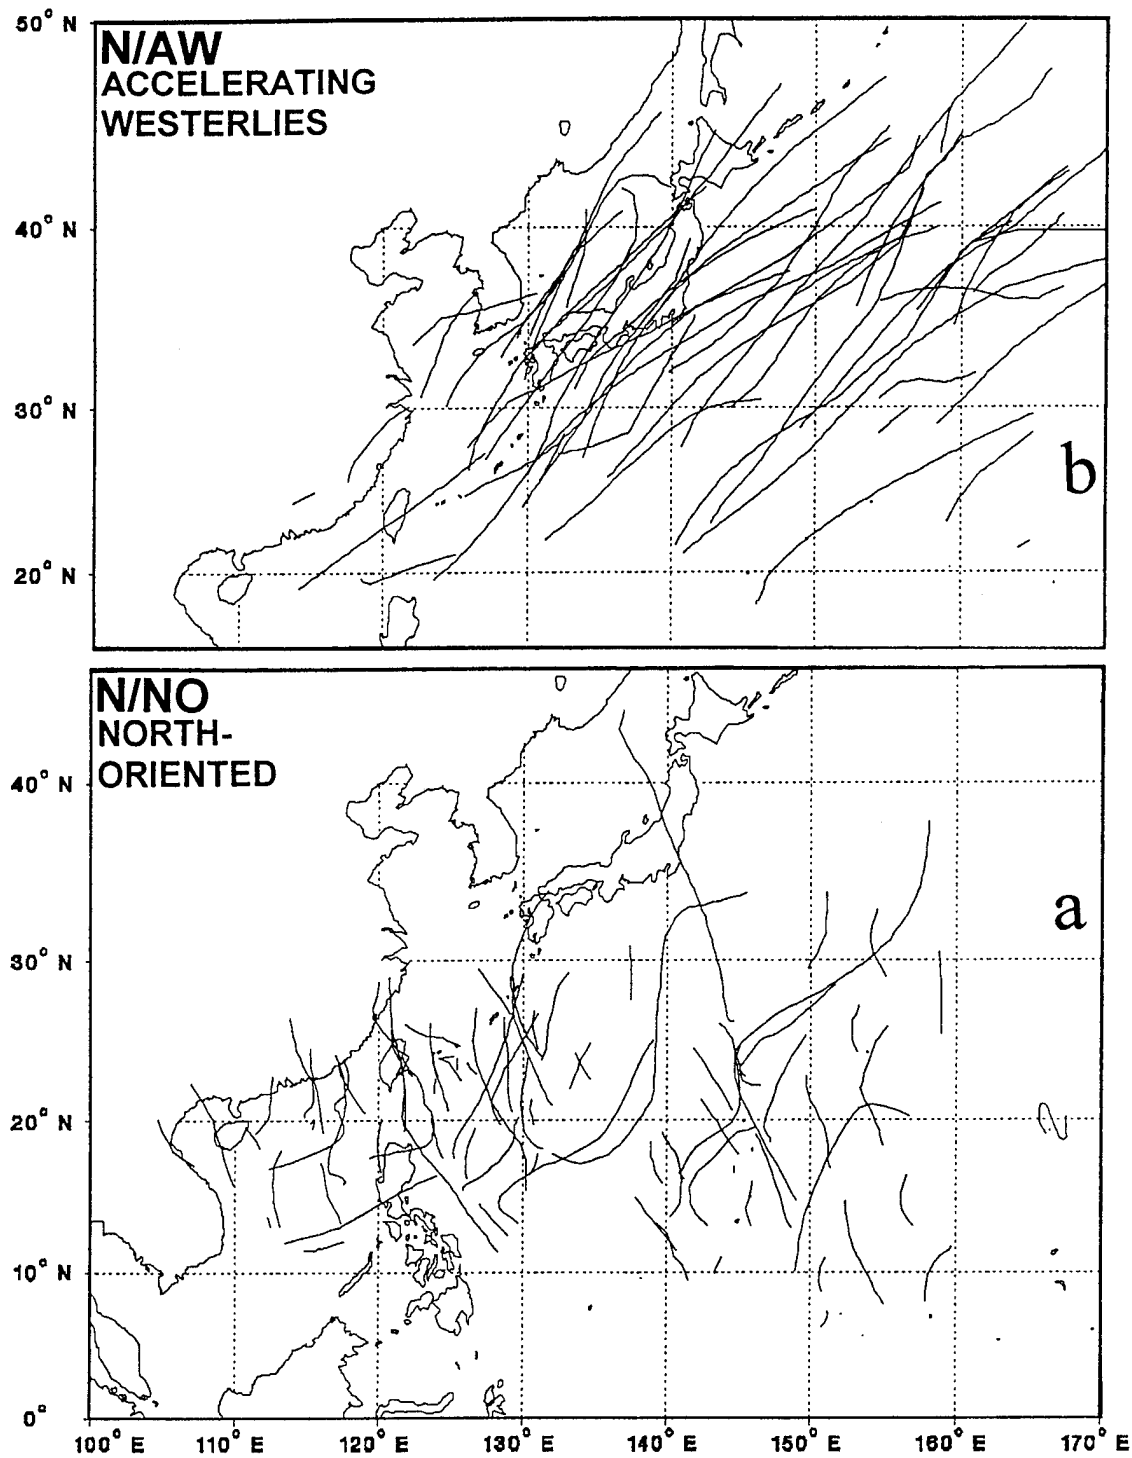 50° N
N/AW
ACCELERATING
WESTERLIES
40° N
30° N
b
20° N
N/NO
NORTH-
ORIENTED
40° N
a
30° N
20° N
10° N
0°
100° E 110° E 120° E 130° E 140° E 150° E 160° E 170° E